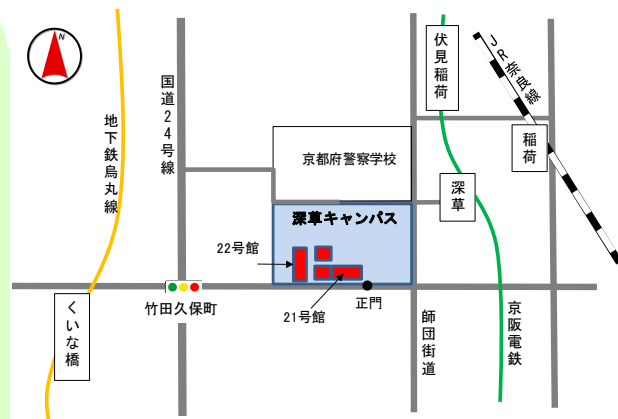 N
国道24号線
地下鉄烏丸線
伏見稲荷
JR奈良線
稲荷
京都府警察学校
深草
深草キャンパス
22号館
21号館
正門
竹田久保町
くいな橋
師団街道
京阪電鉄